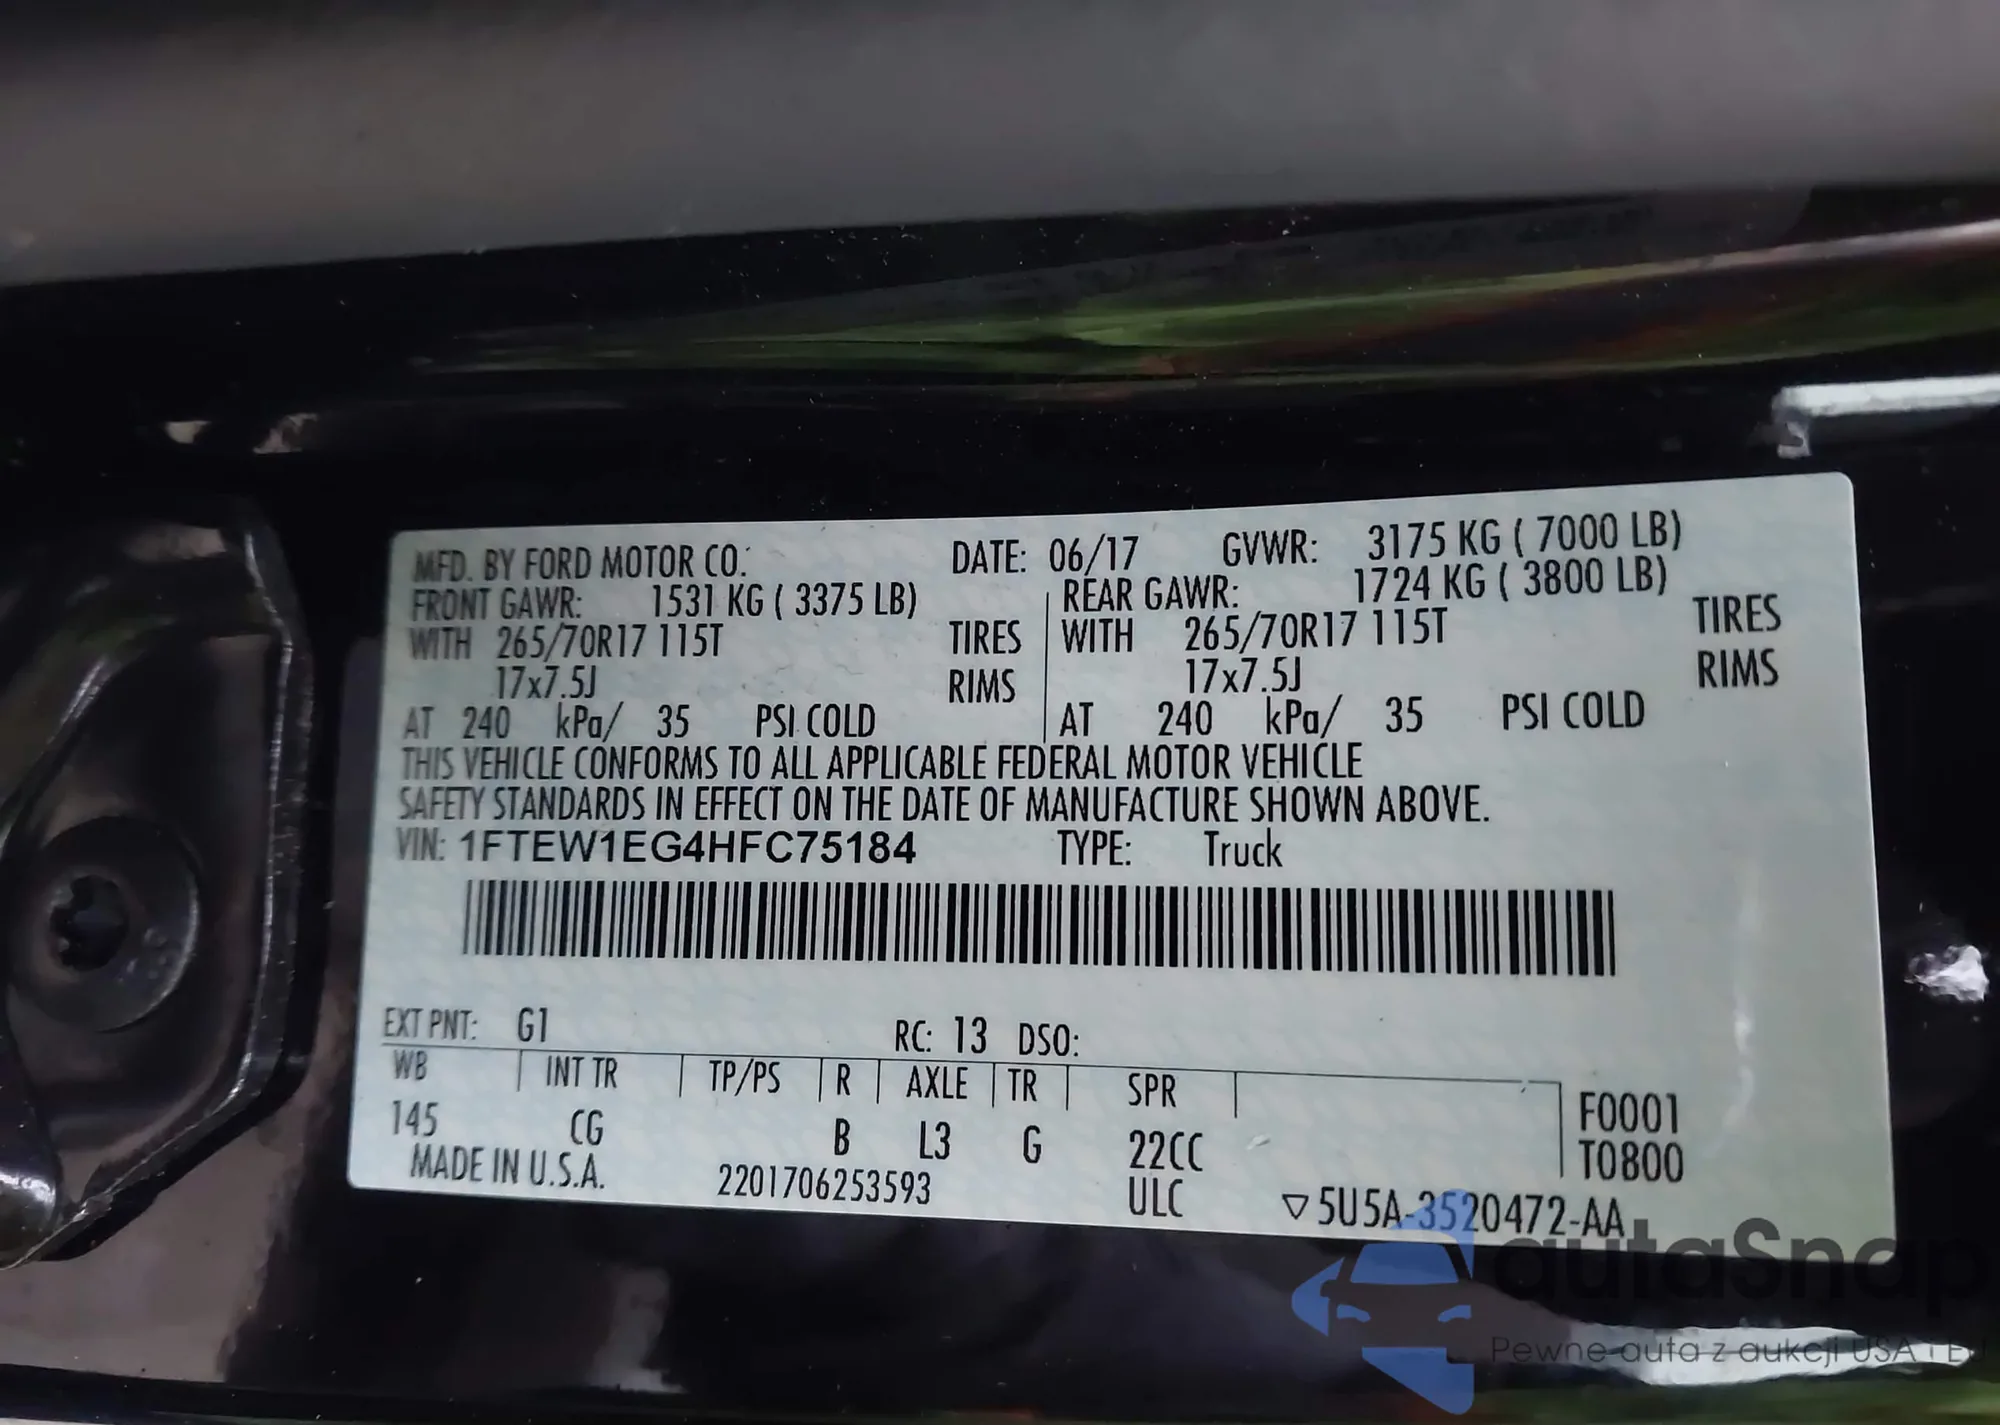 MFD. BY FORD MOTOR CO. DATE: 06/17 GVWR: 3175 KG ( 7000 LB)
FRONT GAWR: 1531 KG ( 3375 LB) REAR GAWR: 1724 KG ( 3800 LB)
WITH 265/70R17 115T TIRES WITH 265/70R17 115T TIRES
17x7.5J RIMS 17x7.5J RIMS
AT 240 kPa/ 35 PSI COLD AT 240 kPa/ 35 PSI COLD
THIS VEHICLE CONFORMS TO ALL APPLICABLE FEDERAL MOTOR VEHICLE
SAFETY STANDARDS IN EFFECT ON THE DATE OF MANUFACTURE SHOWN ABOVE.
VIN: 1FTEW1EG4HFC75184 TYPE: Truck
EXT PNT: G1 RC: 13 DSO:
WB INT TR TP/PS R AXLE TR SPR F0001
145 CG B L3 G 22CC T0800
MADE IN U.S.A. 2201706253593 ULC ▽5U5A-3520472-AA
autaSnap
Pewne auta z aukcji USA i EU